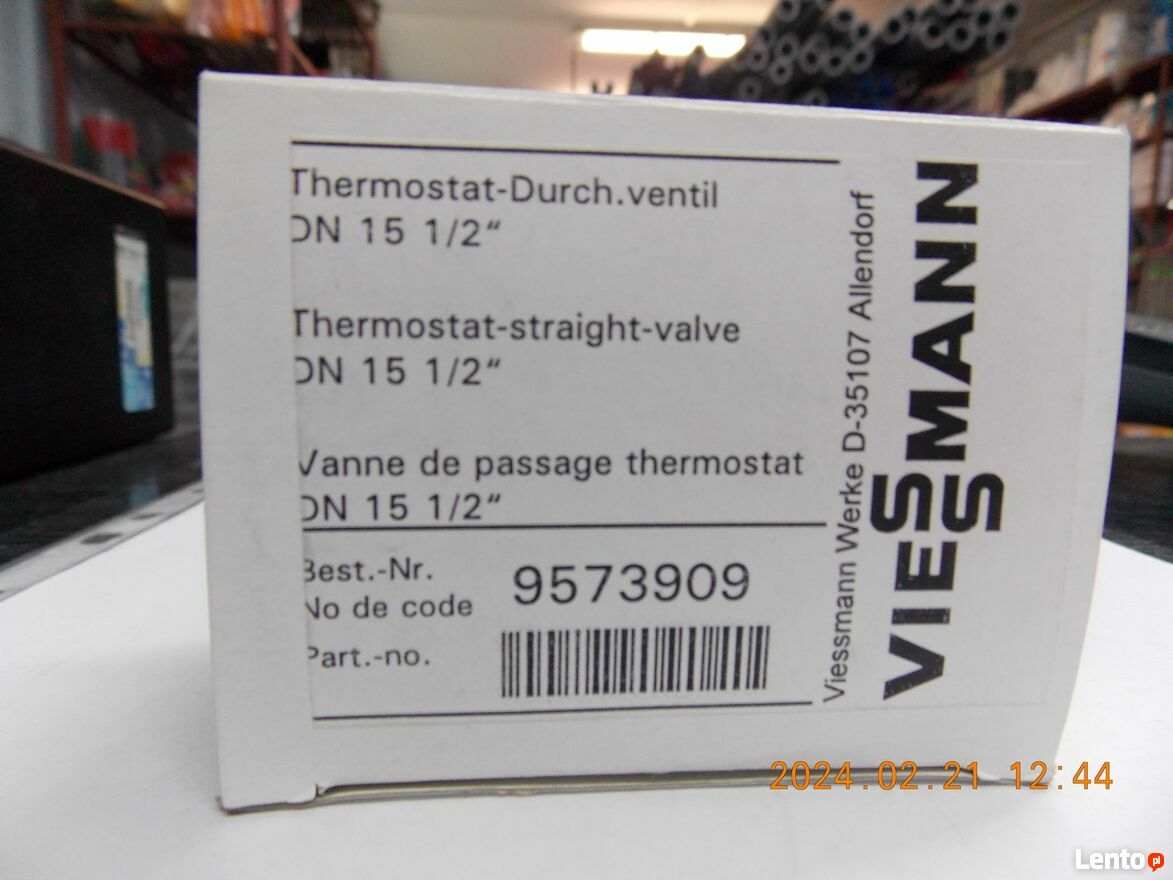 Thermostat-Durch.ventil
DN 15 1/2“
Thermostat-straight-valve
DN 15 1/2“
Vanne de passage thermostat
DN 15 1/2“
Best.-Nr.
No de code
Part.-no.
9573909
Viessmann Werke D-35107 Allendorf
VIESSMANN
2024.02.21 12:44
Lento.pl